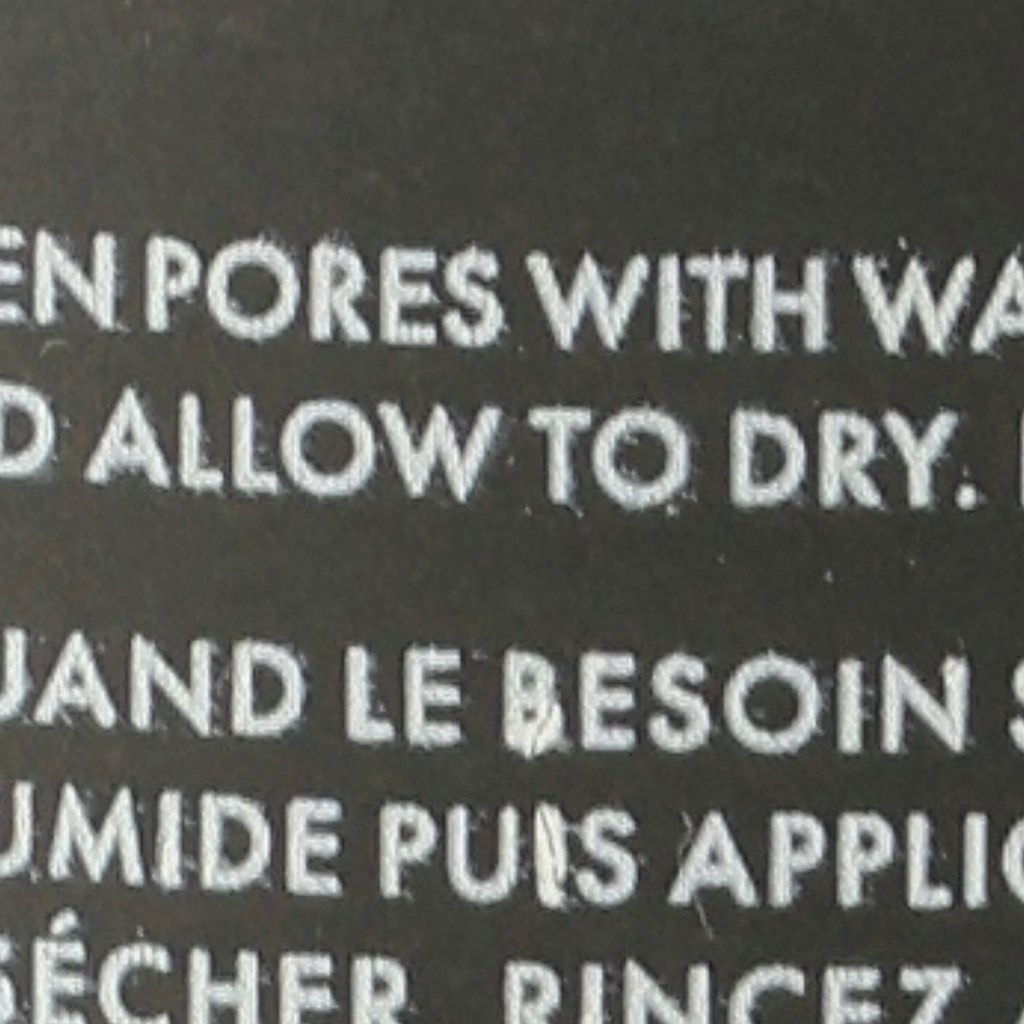 EN PORES WITH WA
D ALLOW TO DRY.
UAND LE BESOIN S
UMIDE PUIS APPLI
SÉCHER. RINCEZ